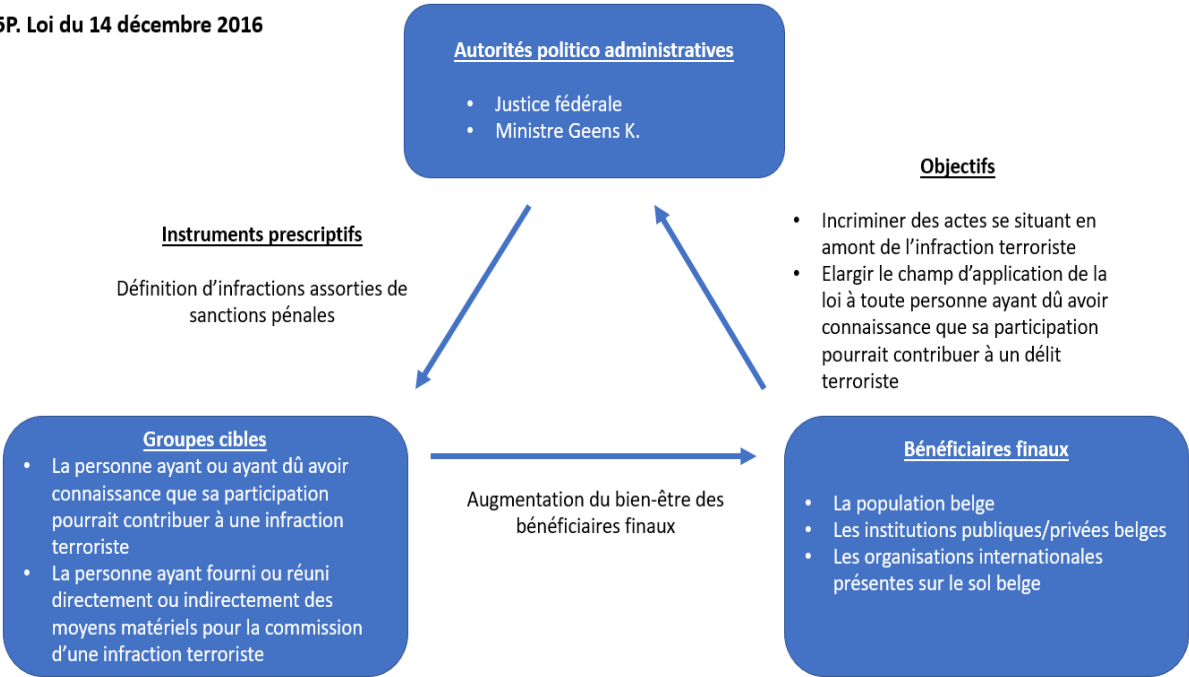 5P. Loi du 14 décembre 2016
Autorités politico administratives
• Justice fédérale
• Ministre Geens K.
Objectifs
• Incriminer des actes se situant en
amont de l'infraction terroriste
• Elargir le champ d'application de la
loi à toute personne ayant dû avoir
connaissance que sa participation
pourrait contribuer à un délit
terroriste
Instruments prescriptifs
Définition d'infractions assorties de
sanctions pénales
Groupes cibles
• La personne ayant ou ayant dû avoir
connaissance que sa participation
pourrait contribuer à une infraction
terroriste
• La personne ayant fourni ou réuni
directement ou indirectement des
moyens matériels pour la commission
d'une infraction terroriste
Augmentation du bien-être des
bénéficiaires finaux
Bénéficiaires finaux
• La population belge
• Les institutions publiques/privées belges
• Les organisations internationales
présentes sur le sol belge